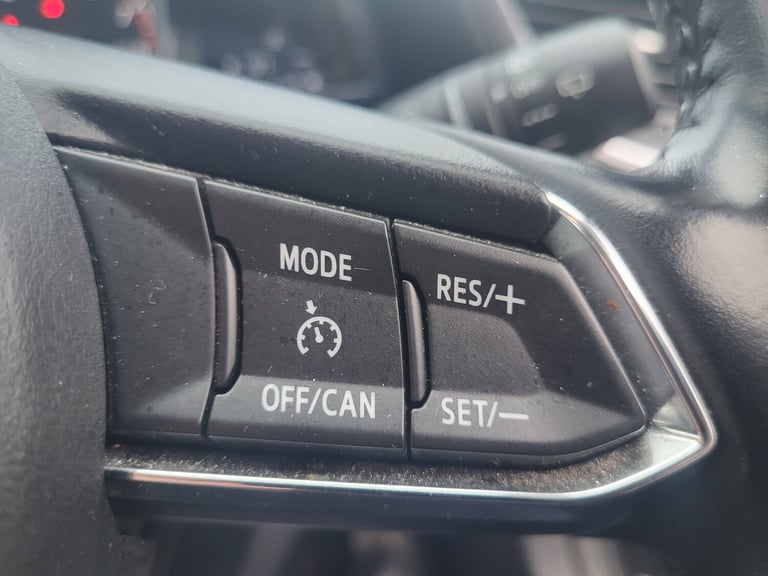 MODE
OFF/CAN
RES/+
SET/—